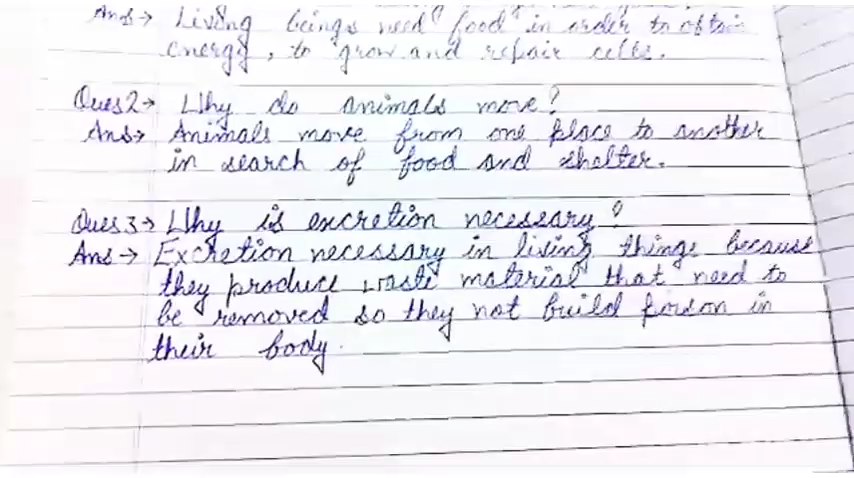 Ans→ Living beings need food in order to obtain
energy, to grow and repair cells.
Ques2→ Why do animals move?
Ans→ Animals move from one place to another
in search of food and shelter.
Ques3→ Why is excretion necessary?
Ans→ Excretion necessary in living things because
they produce waste material that need to
be removed so they not build poison in
their body.